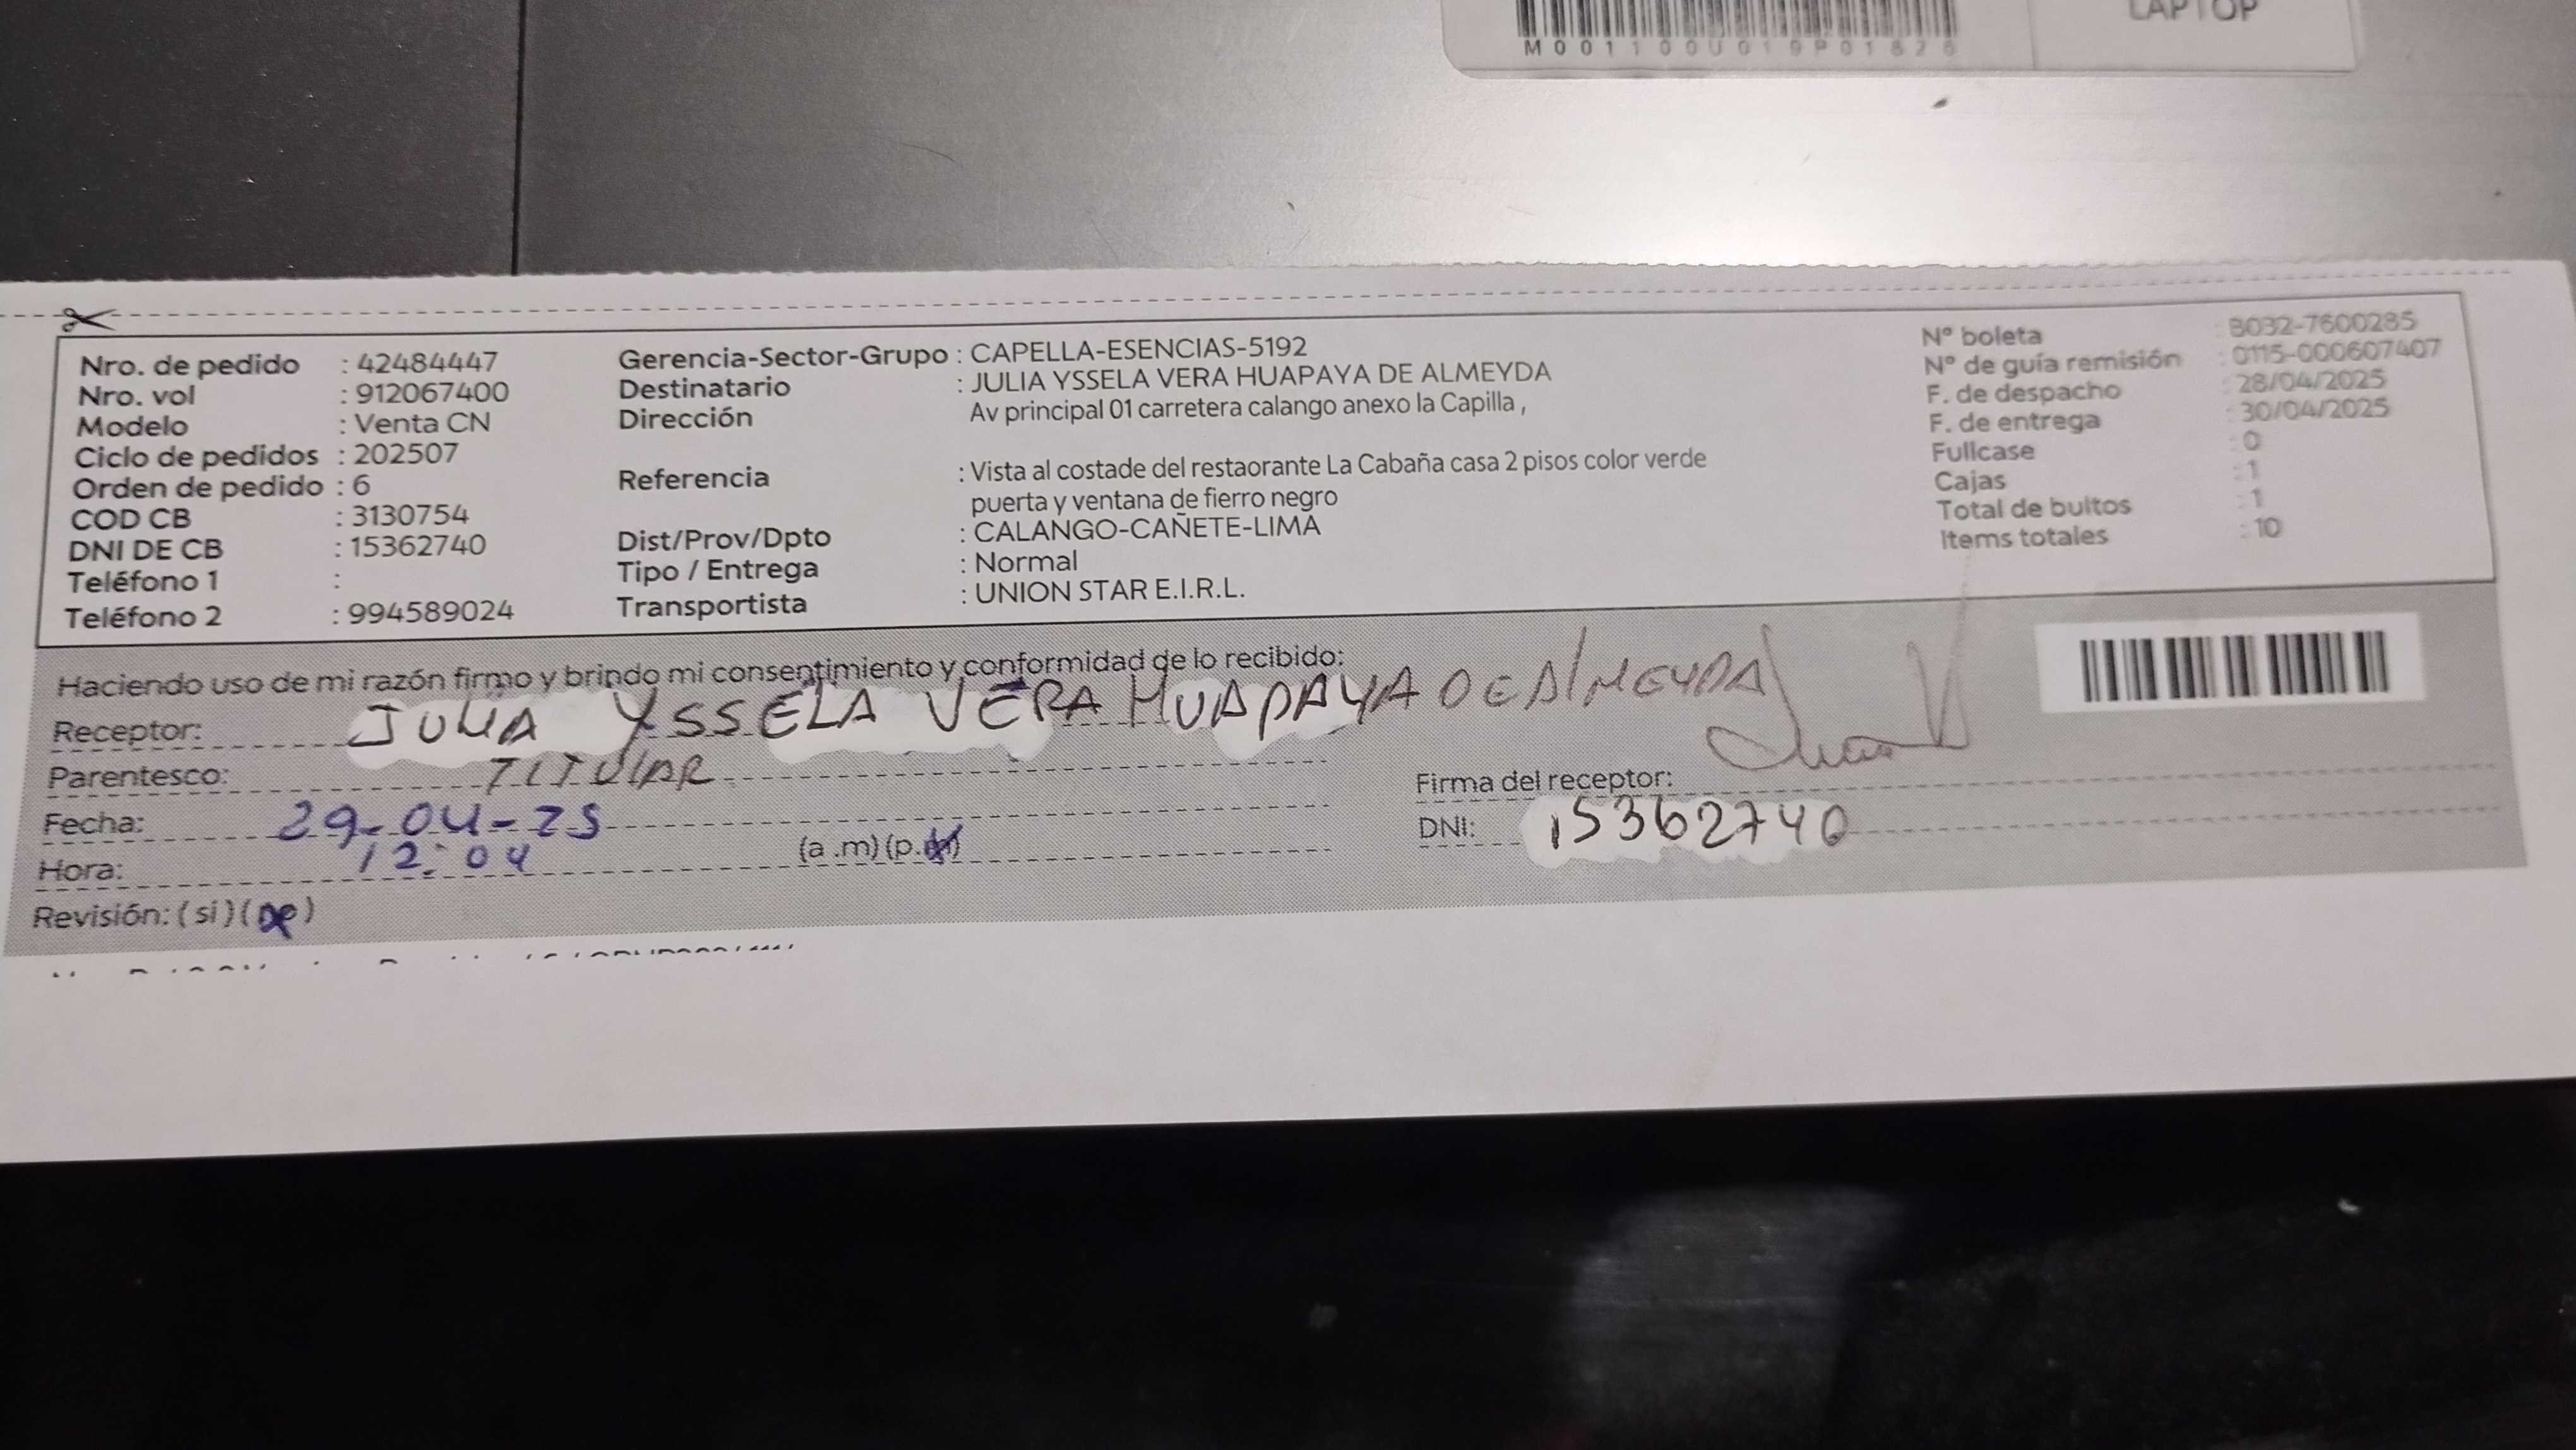 M001100U019P01826
LAPTOP
Nro. de pedido : 42484447
Nro. vol : 912067400
Modelo : Venta CN
Ciclo de pedidos : 202507
Orden de pedido : 6
COD CB : 3130754
DNI DE CB : 15362740
Teléfono 1 :
Teléfono 2 : 994589024
Gerencia-Sector-Grupo : CAPELLA-ESENCIAS-5192
Destinatario : JULIA YSSELA VERA HUAPAYA DE ALMEYDA
Dirección Av principal 01 carretera calango anexo la Capilla ,
Referencia : Vista al costade del restaorante La Cabaña casa 2 pisos color verde
puerta y ventana de fierro negro
Dist/Prov/Dpto : CALANGO-CAÑETE-LIMA
Tipo / Entrega : Normal
Transportista : UNION STAR E.I.R.L.
Nº boleta : B032-7600285
Nº de guía remisión : 0115-000607407
F. de despacho : 28/04/2025
F. de entrega : 30/04/2025
Fullcase : 0
Cajas : 1
Total de bultos : 1
Items totales : 10
Haciendo uso de mi razón firmo y brindo mi consentimiento y conformidad de lo recibido:
Receptor: JULIA YSSELA VERA HUAPAYA DE ALMEYDA
Parentesco: TITULAR
Fecha: 29-04-25
Hora: 12:04 (a .m) (p.m)
Revisión: ( si ) ( no )
Firma del receptor:
DNI: 15362740